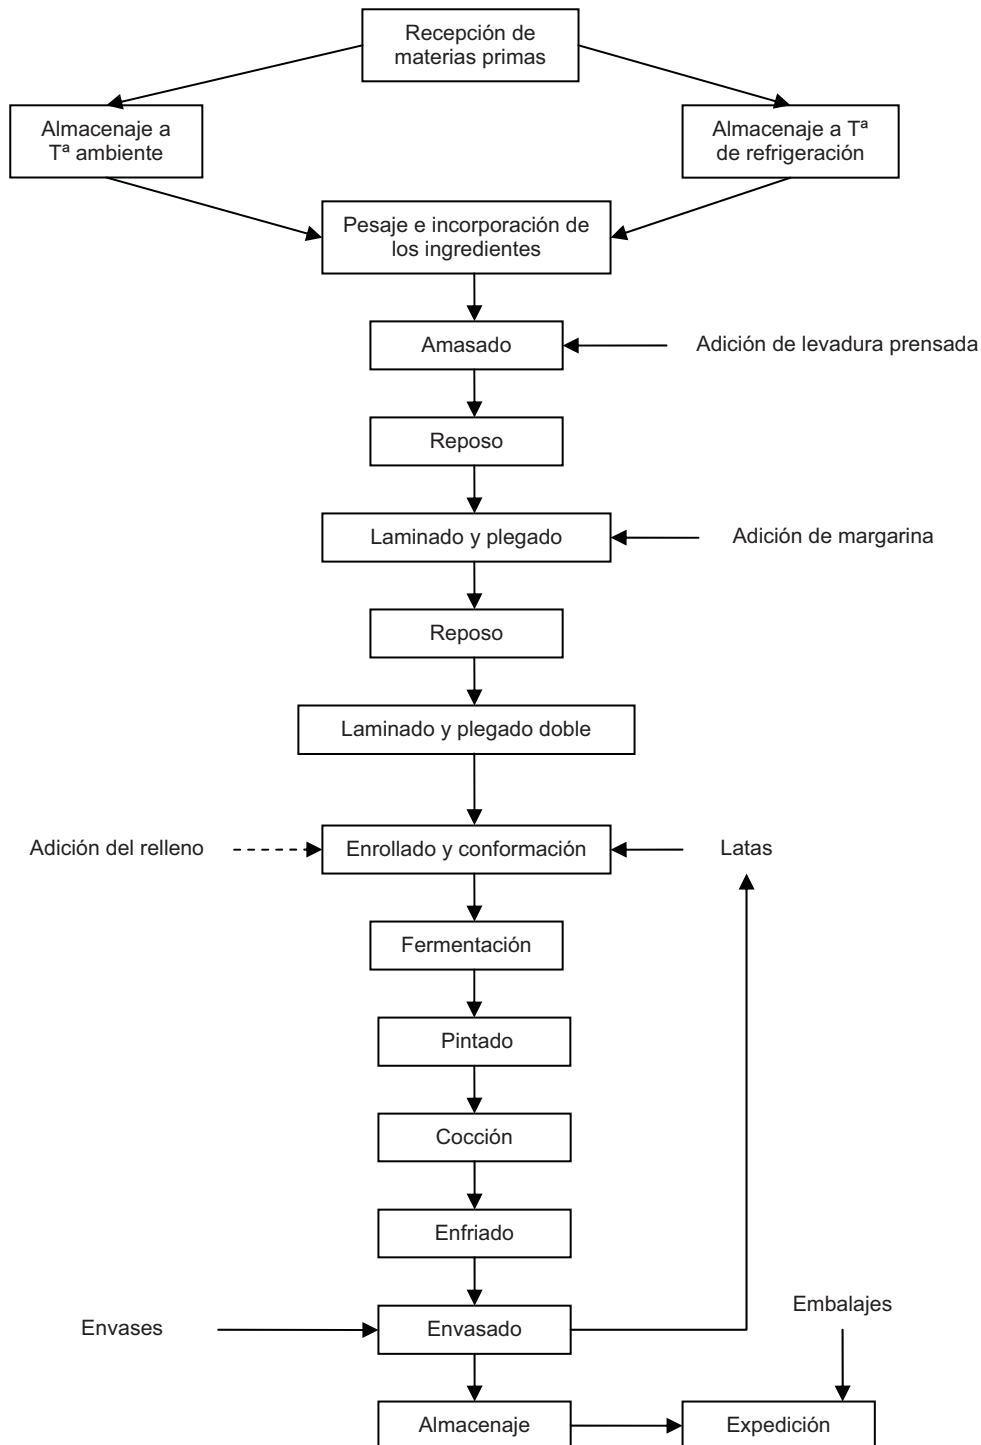 Recepción de
materias primas
Almacenaje a
Tª ambiente
Almacenaje a Tª
de refrigeración
Pesaje e incorporación de
los ingredientes
Amasado
Adición de levadura prensada
Reposo
Laminado y plegado
Adición de margarina
Reposo
Laminado y plegado doble
Adición del relleno
Enrollado y conformación
Latas
Fermentación
Pintado
Cocción
Enfriado
Embalajes
Envases
Envasado
Almacenaje
Expedición